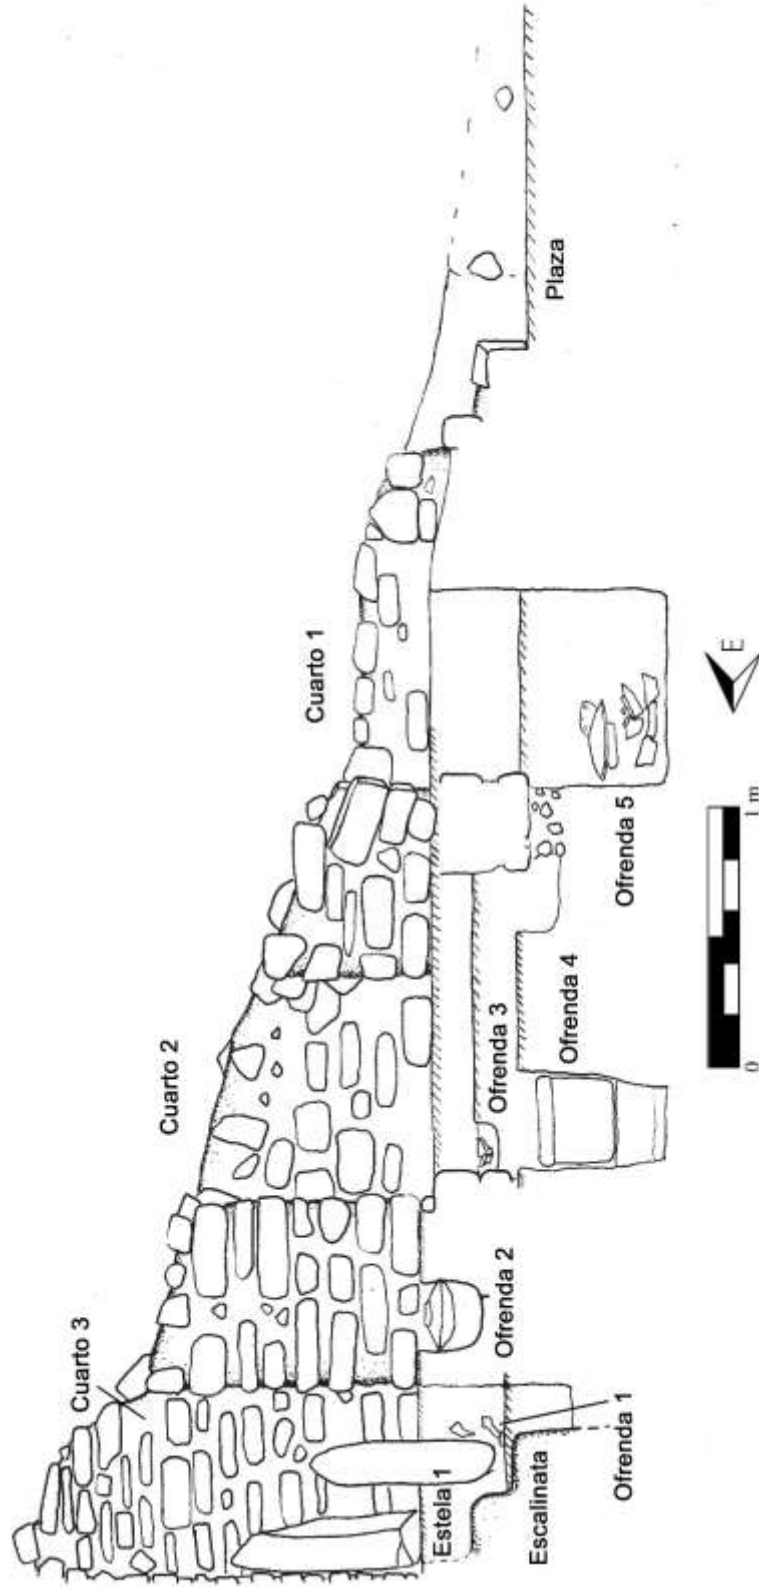 Cuarto 3
Cuarto 2
Cuarto 1
Plaza
Estela 1
Escalinata
Ofrenda 1
Ofrenda 2
Ofrenda 3
Ofrenda 4
Ofrenda 5
0
1 m
E